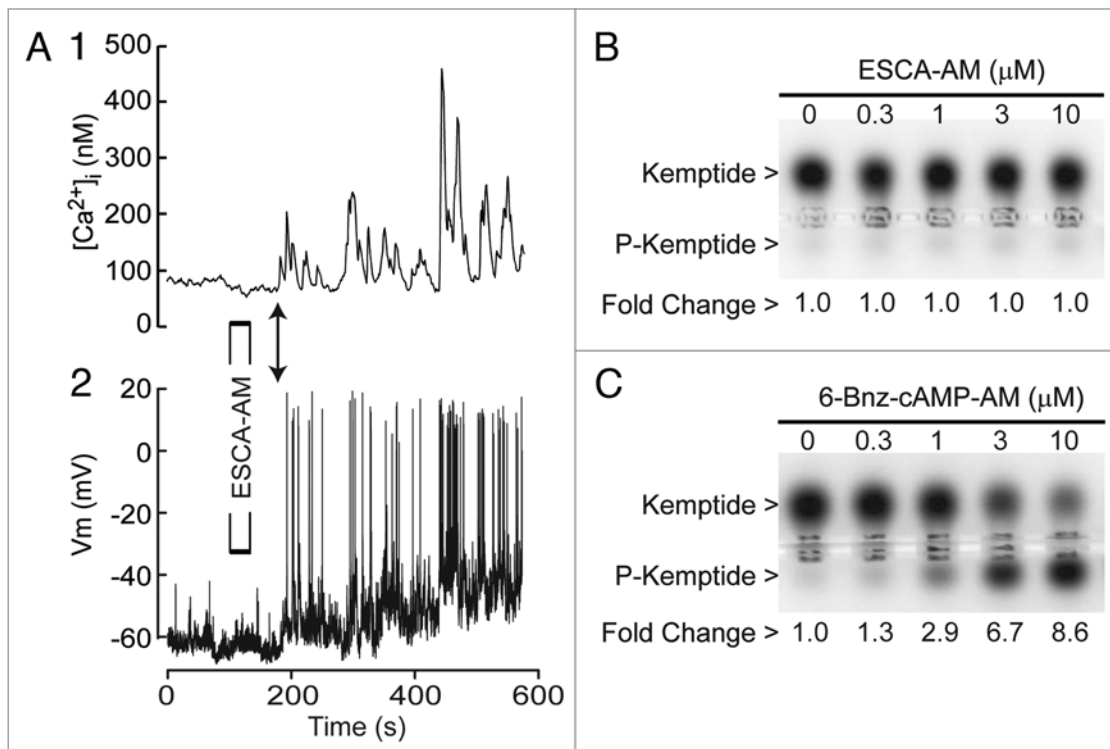 A 1
500
400
300
200
100
0
[Ca²⁺]ᵢ (nM)
ESCA-AM
2
20
0
-20
-40
-60
Vm (mV)
0 200 400 600
Time (s)
B
ESCA-AM (μM)
0 0.3 1 3 10
Kemptide >
P-Kemptide >
Fold Change > 1.0 1.0 1.0 1.0 1.0
C
6-Bnz-cAMP-AM (μM)
0 0.3 1 3 10
Kemptide >
P-Kemptide >
Fold Change > 1.0 1.3 2.9 6.7 8.6